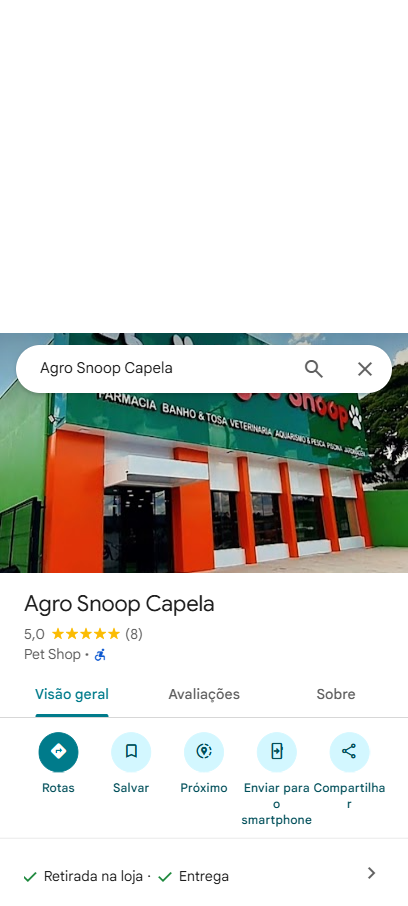 Agro Snoop Capela
Snoop
FARMACIA BANHO & TOSA VETERINARIA AQUARISMO & PESCA PISCINA JARDINAGEM
Agro Snoop Capela
5,0 (8)
Pet Shop ·
Visão geral Avaliações Sobre
Rotas Salvar Próximo Enviar para o smartphone Compartilhar
Retirada na loja · Entrega